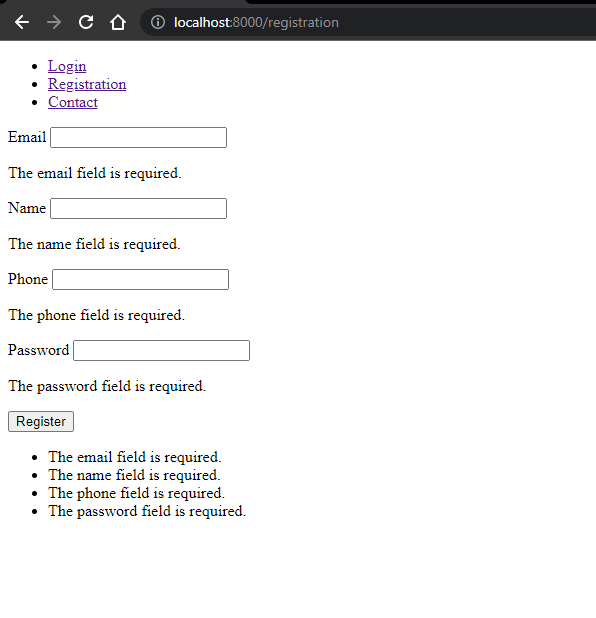 localhost:8000/registration
Login
Registration
Contact
Email
The email field is required.
Name
The name field is required.
Phone
The phone field is required.
Password
The password field is required.
Register
The email field is required.
The name field is required.
The phone field is required.
The password field is required.